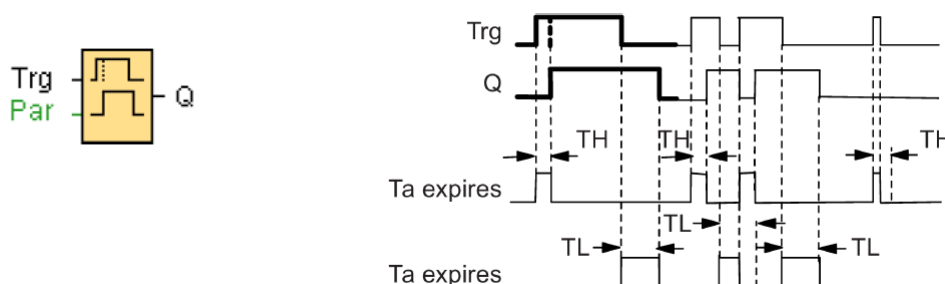 Trg
Par
Q
Trg
Q
TH
TH
TH
Ta expires
TL
TL
TL
Ta expires